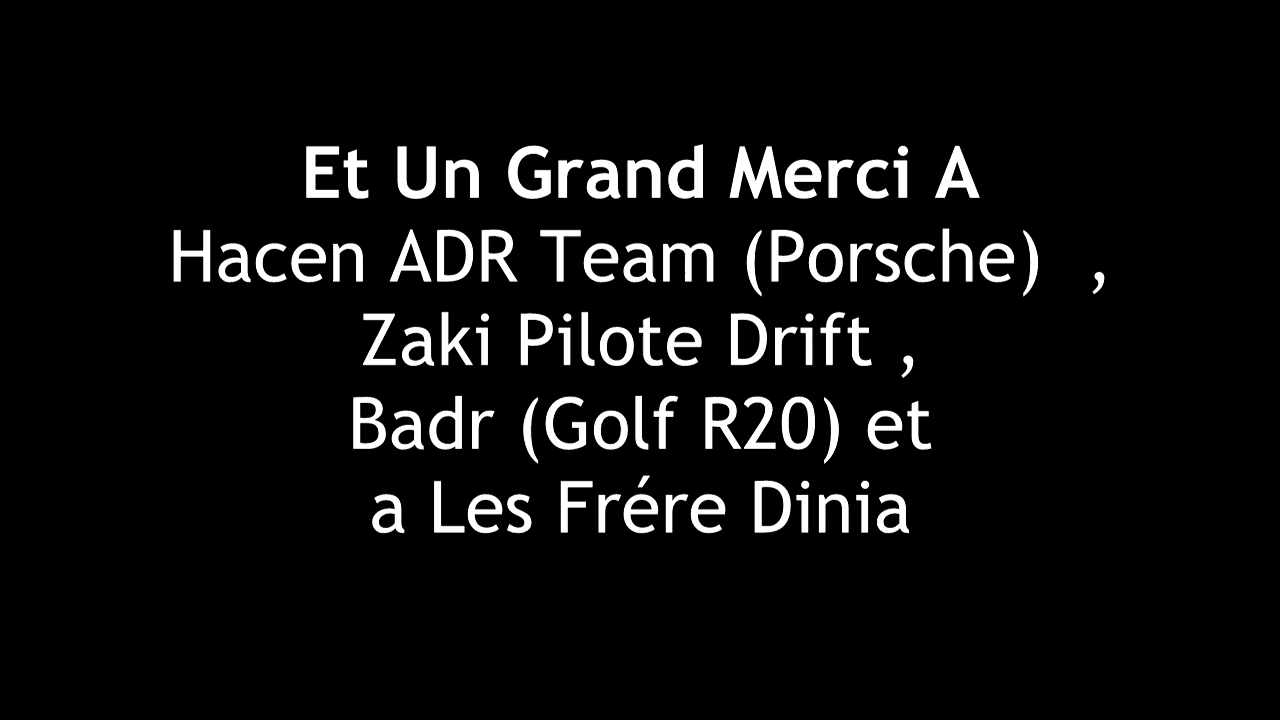 Et Un Grand Merci A
Hacen ADR Team (Porsche)  ,
Zaki Pilote Drift ,
Badr (Golf R20) et
a Les Frére Dinia